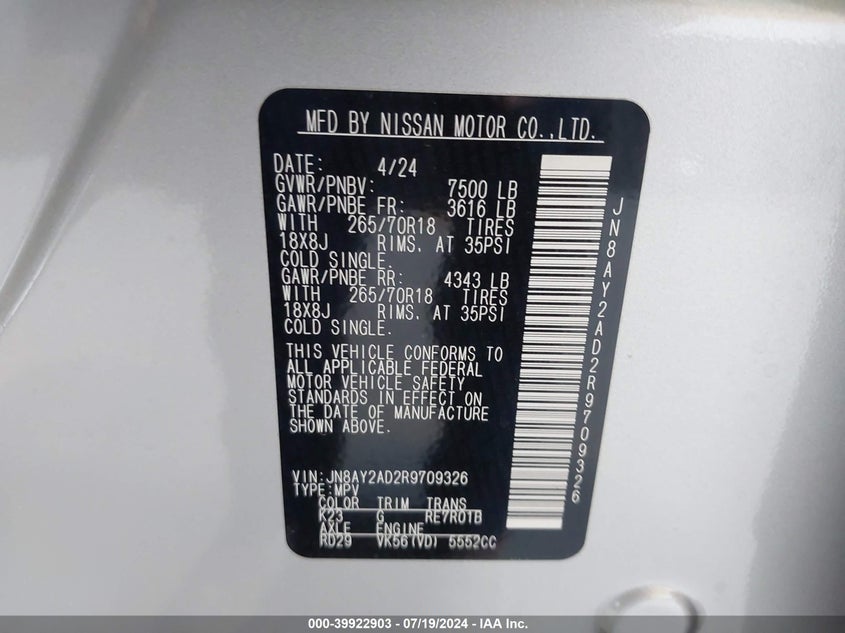 MFD BY NISSAN MOTOR CO.,LTD.
DATE: 4/24
GVWR/PNBV: 7500 LB
GAWR/PNBE FR: 3616 LB
WITH 265/70R18 TIRES
18X8J RIMS. AT 35PSI
COLD SINGLE.
GAWR/PNBE RR: 4343 LB
WITH 265/70R18 TIRES
18X8J RIMS. AT 35PSI
COLD SINGLE.
THIS VEHICLE CONFORMS TO
ALL APPLICABLE FEDERAL
MOTOR VEHICLE SAFETY
STANDARDS IN EFFECT ON
THE DATE OF MANUFACTURE
SHOWN ABOVE.
VIN:JN8AY2AD2R9709326
TYPE:MPV
COLOR TRIM TRANS
K23 G RE7R01B
AXLE ENGINE
RD29 VK56(VD) 5552CC
JN8AY2AD2R9709326
000-39922903 - 07/19/2024 - IAA Inc.